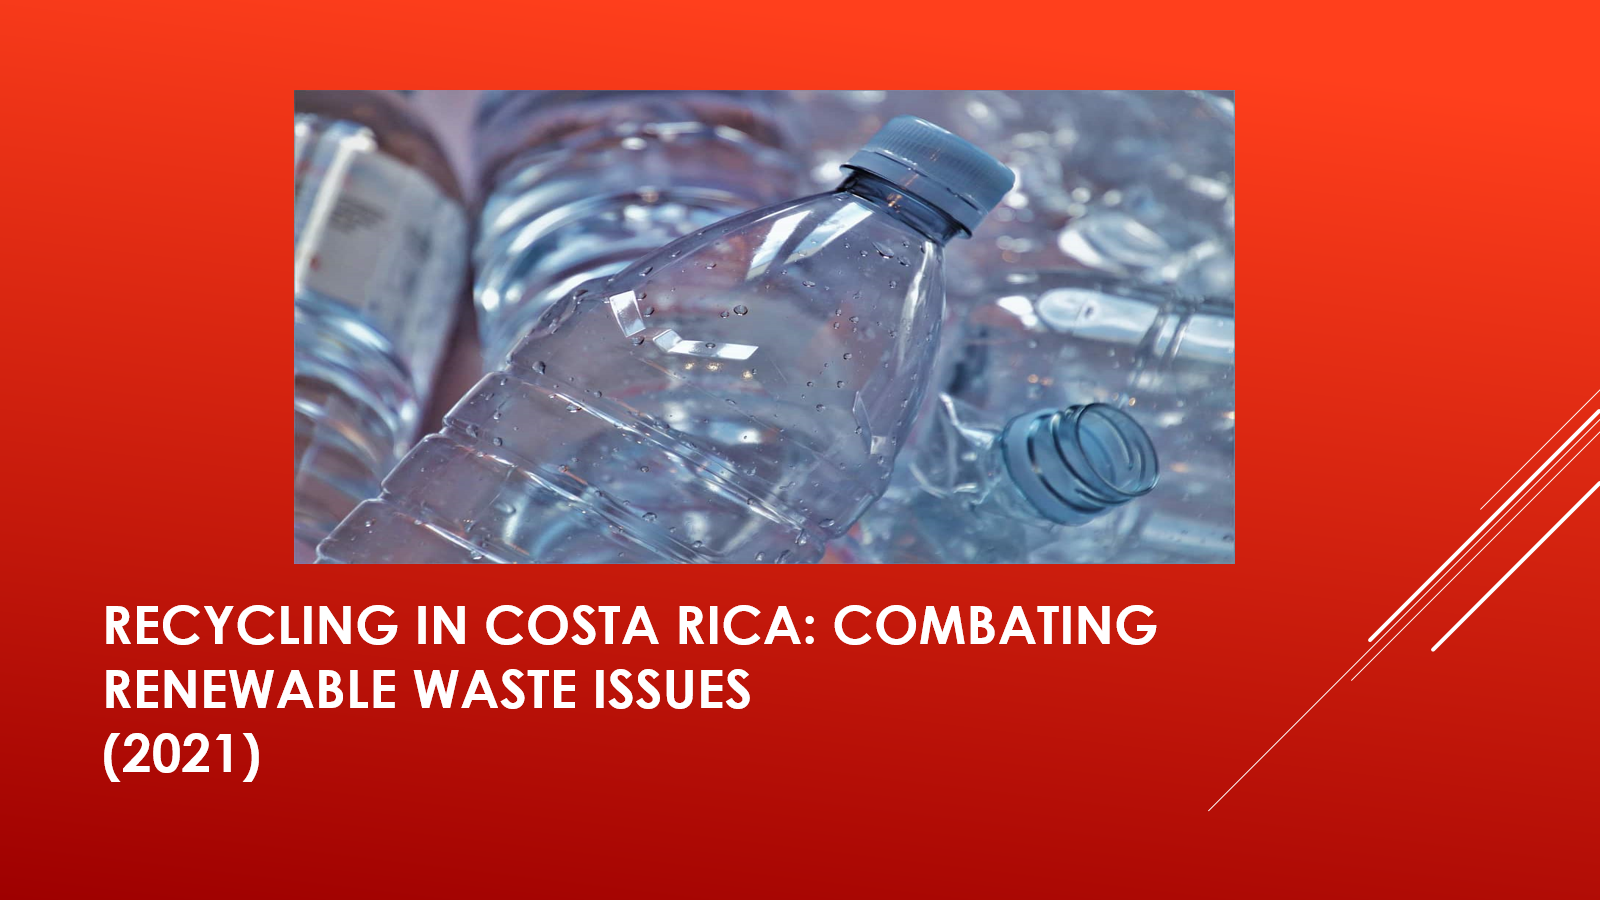 RECYCLING IN COSTA RICA: COMBATING
RENEWABLE WASTE ISSUES
(2021)